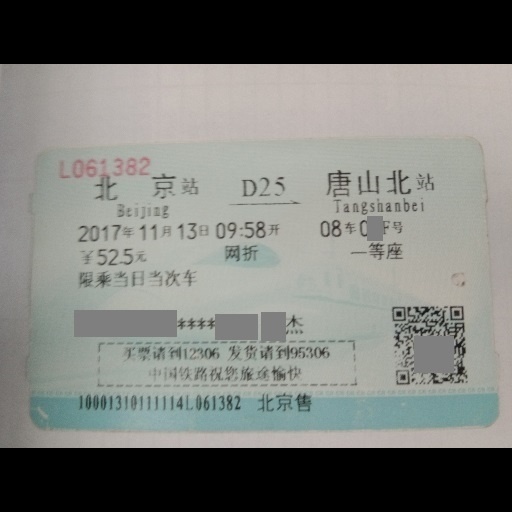 L061382
北京站 D25 唐山北站
Beijing Tangshanbei
2017年11月13日09:58开 08车0 F号
￥52.5元 网折 一等座
限乘当日当次车
**** 杰
买票请到12306 发货请到95306
中国铁路祝您旅途愉快
10001310111114L061382 北京售